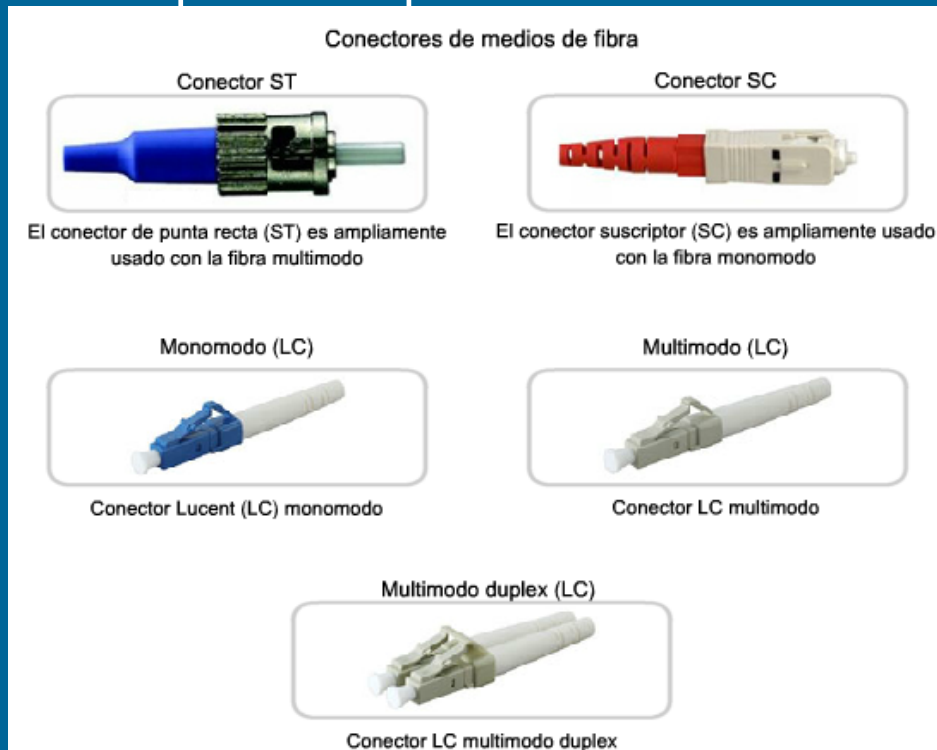 Conectores de medios de fibra
Conector ST
Conector SC
El conector de punta recta (ST) es ampliamente
usado con la fibra multimodo
El conector suscriptor (SC) es ampliamente usado
con la fibra monomodo
Monomodo (LC)
Multimodo (LC)
Conector Lucent (LC) monomodo
Conector LC multimodo
Multimodo duplex (LC)
Conector LC multimodo duplex